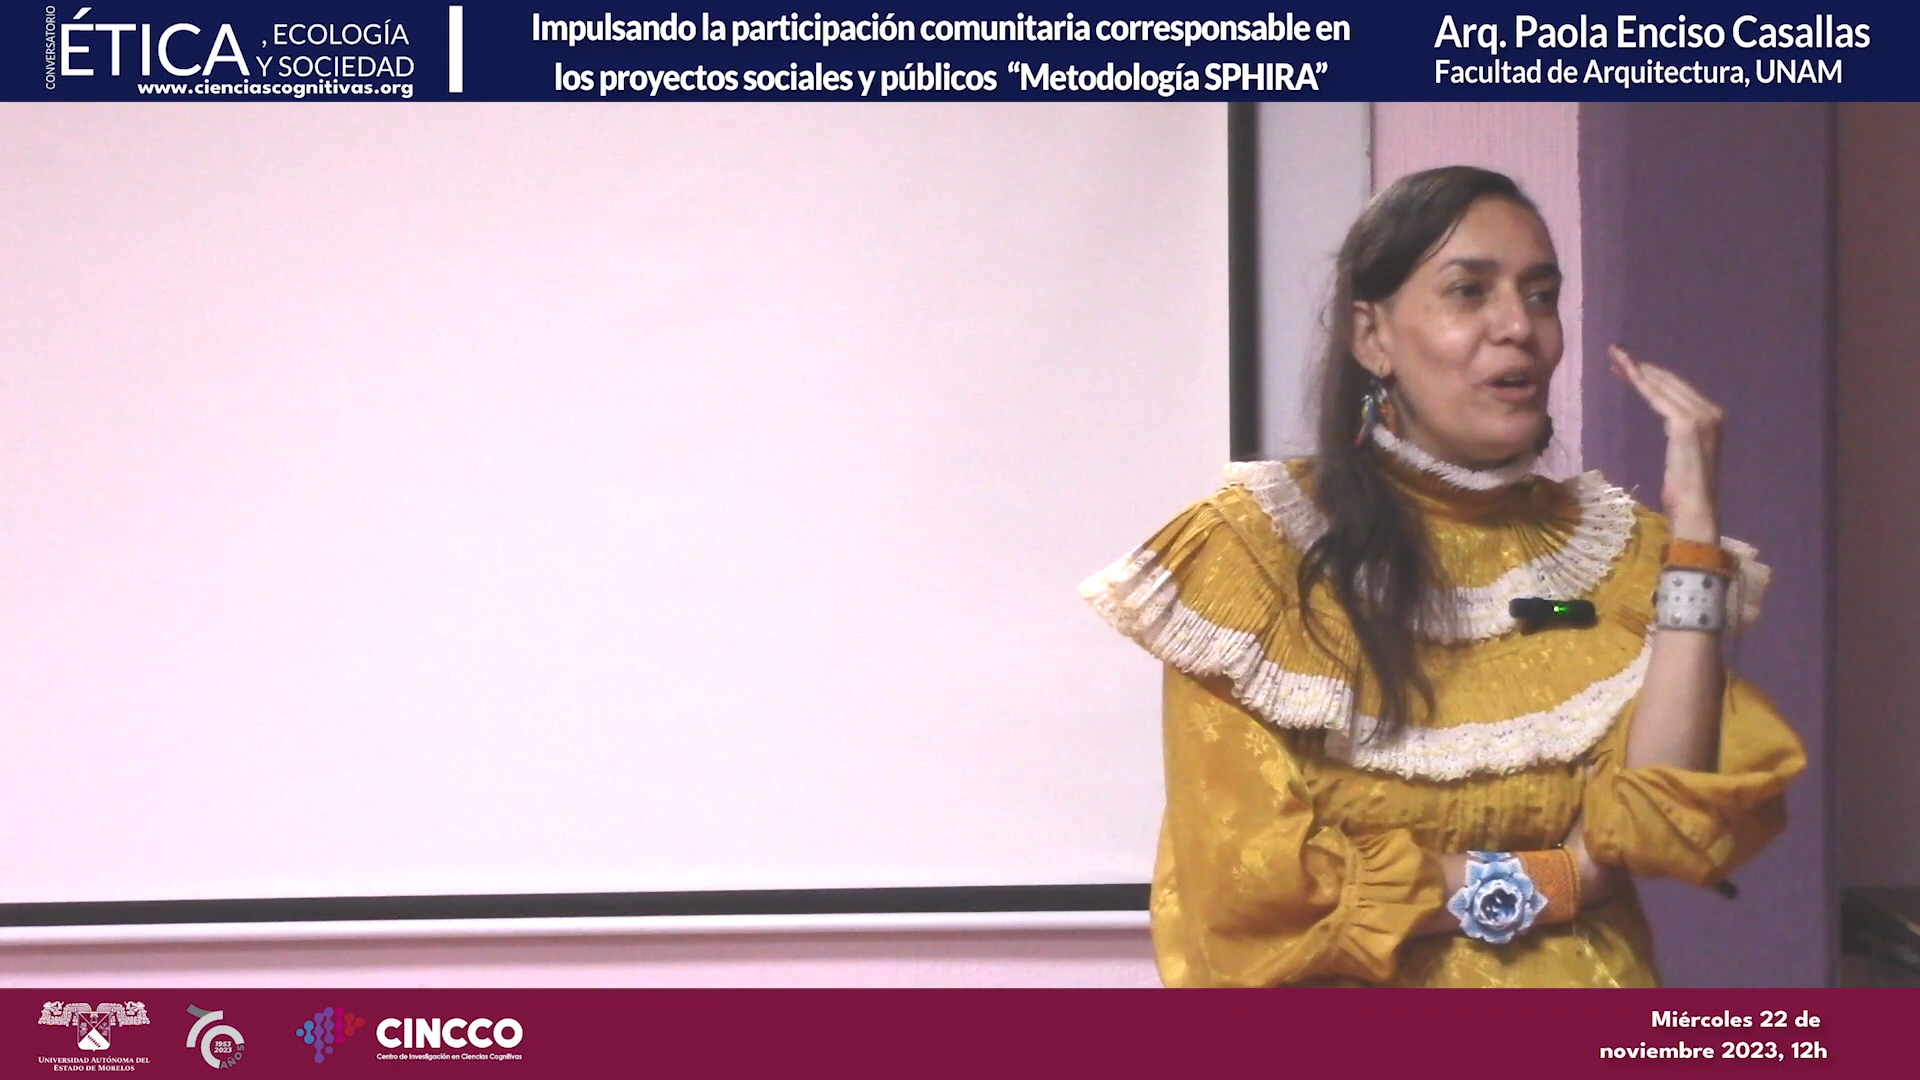 CONVERSATORIO
ÉTICA, ECOLOGÍA
Y SOCIEDAD
www.cienciascognitivas.org
Impulsando la participación comunitaria corresponsable en
los proyectos sociales y públicos “Metodología SPHIRA”
Arq. Paola Enciso Casallas
Facultad de Arquitectura, UNAM
UNIVERSIDAD AUTÓNOMA DEL
ESTADO DE MORELOS
70
1953
2023
AÑOS
CINCCO
Centro de Investigación en Ciencias Cognitivas
Miércoles 22 de
noviembre 2023, 12h